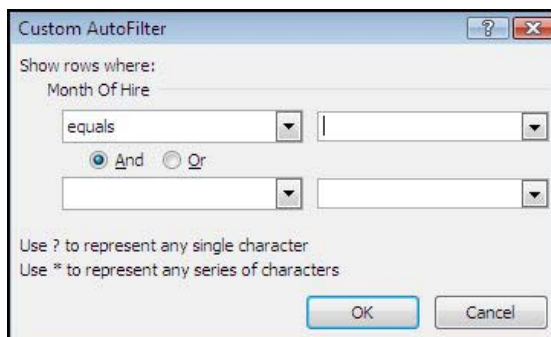 Custom AutoFilter
Show rows where:
Month Of Hire
equals
And Or
Use ? to represent any single character
Use * to represent any series of characters
OK Cancel